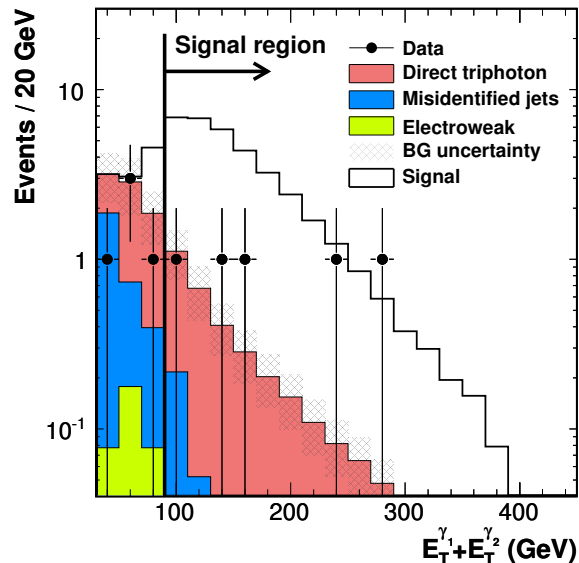 Events / 20 GeV
10
1
10⁻¹
Signal region
Data
Direct triphoton
Misidentified jets
Electroweak
BG uncertainty
Signal
100 200 300 400
E_T^γ₁+E_T^γ₂ (GeV)